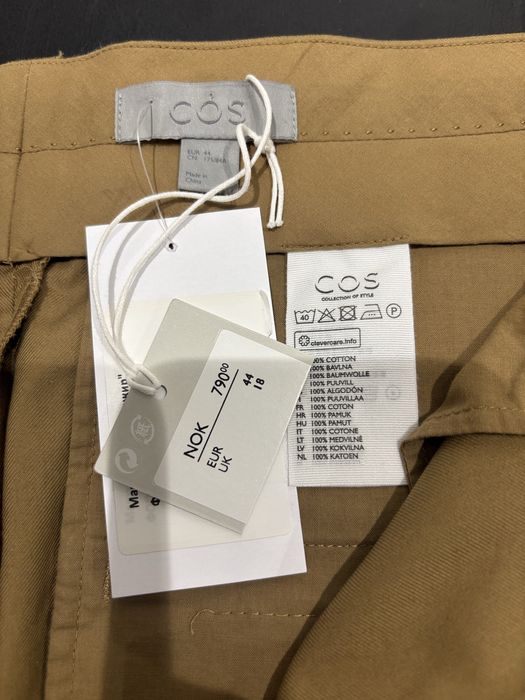 COS
EUR 44
CN 175/84A
Made in
China
COS
COLLECTION OF STYLE
40
P
clevercare.info
100% COTTON
100% BAVLNA
100% BAUMWOLLE
100% PUUVILL
100% ALGODÓN
100% PUUVILLAA
FR 100% COTON
HR 100% PAMUK
HU 100% PAMUT
IT 100% COTONE
LT 100% MEDVILNĖ
LV 100% KOKVILNA
NL 100% KATOEN
NOK 790.00
EUR 44
UK 18